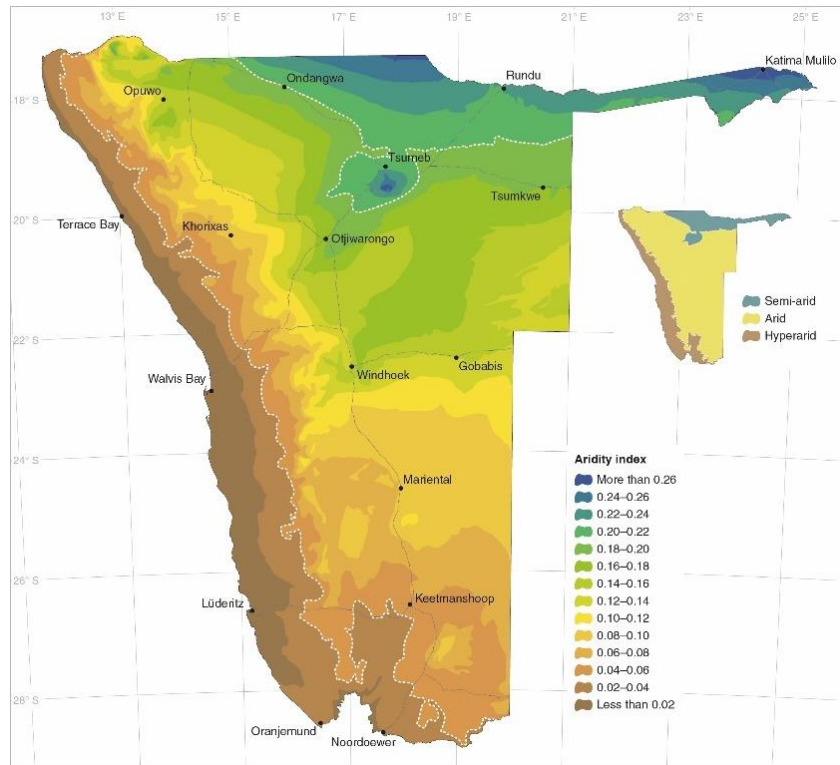 13° E
15° E
17° E
19° E
21° E
23° E
25° E
Katima Mulilo
Ondangwa
Rundu
Opuwo
18° S
Tsumeb
Tsumkwe
20° S
Terrace Bay
Khorixas
Otjiwarongo
Semi-arid
Arid
Hyperarid
22° S
Windhoek
Gobabis
Walvis Bay
24° S
Mariental
Aridity index
More than 0.26
0.24–0.26
0.22–0.24
0.20–0.22
0.18–0.20
0.16–0.18
0.14–0.16
0.12–0.14
0.10–0.12
0.08–0.10
0.06–0.08
0.04–0.06
0.02–0.04
Less than 0.02
26° S
Lüderitz
Keetmanshoop
28° S
Oranjemund
Noordoewer